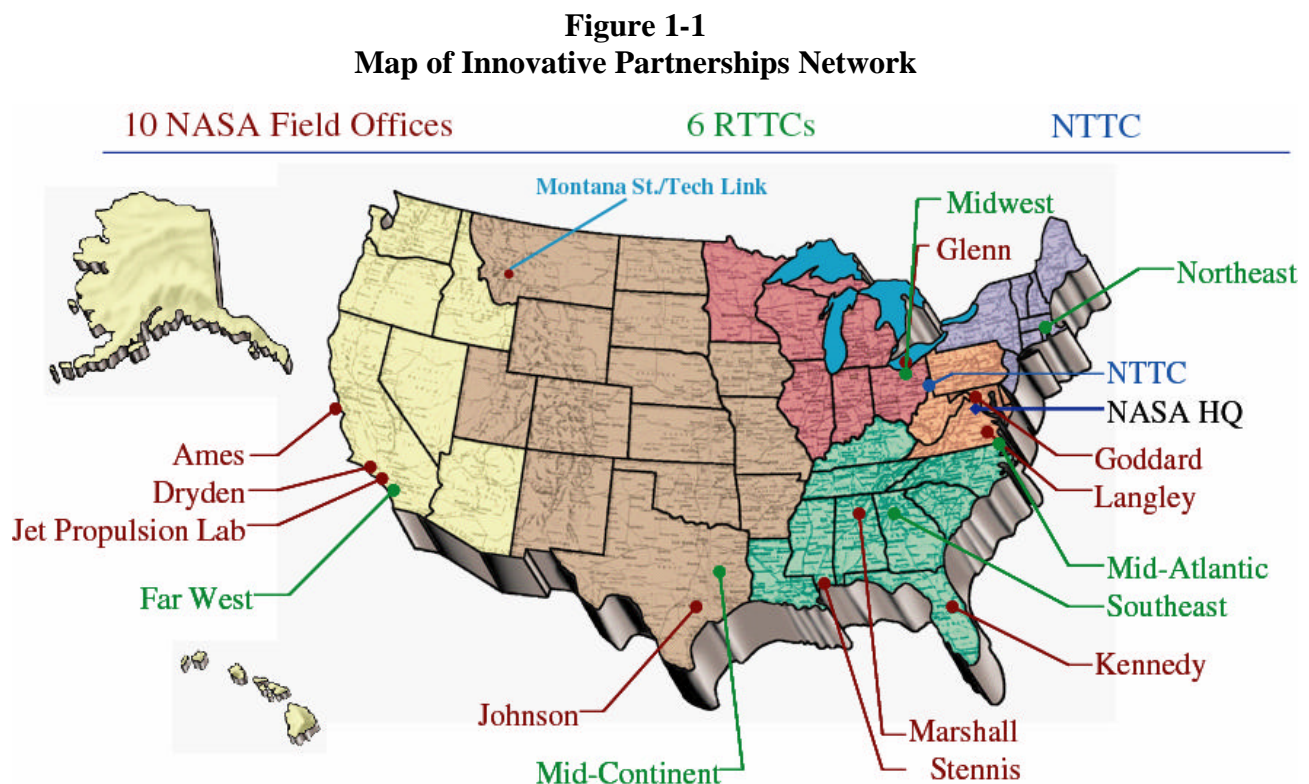 Figure 1-1
Map of Innovative Partnerships Network
10 NASA Field Offices
6 RTTCs
NTTC
Montana St./Tech Link
Midwest
Glenn
Northeast
NTTC
NASA HQ
Ames
Goddard
Dryden
Langley
Jet Propulsion Lab
Mid-Atlantic
Far West
Southeast
Kennedy
Johnson
Marshall
Mid-Continent
Stennis